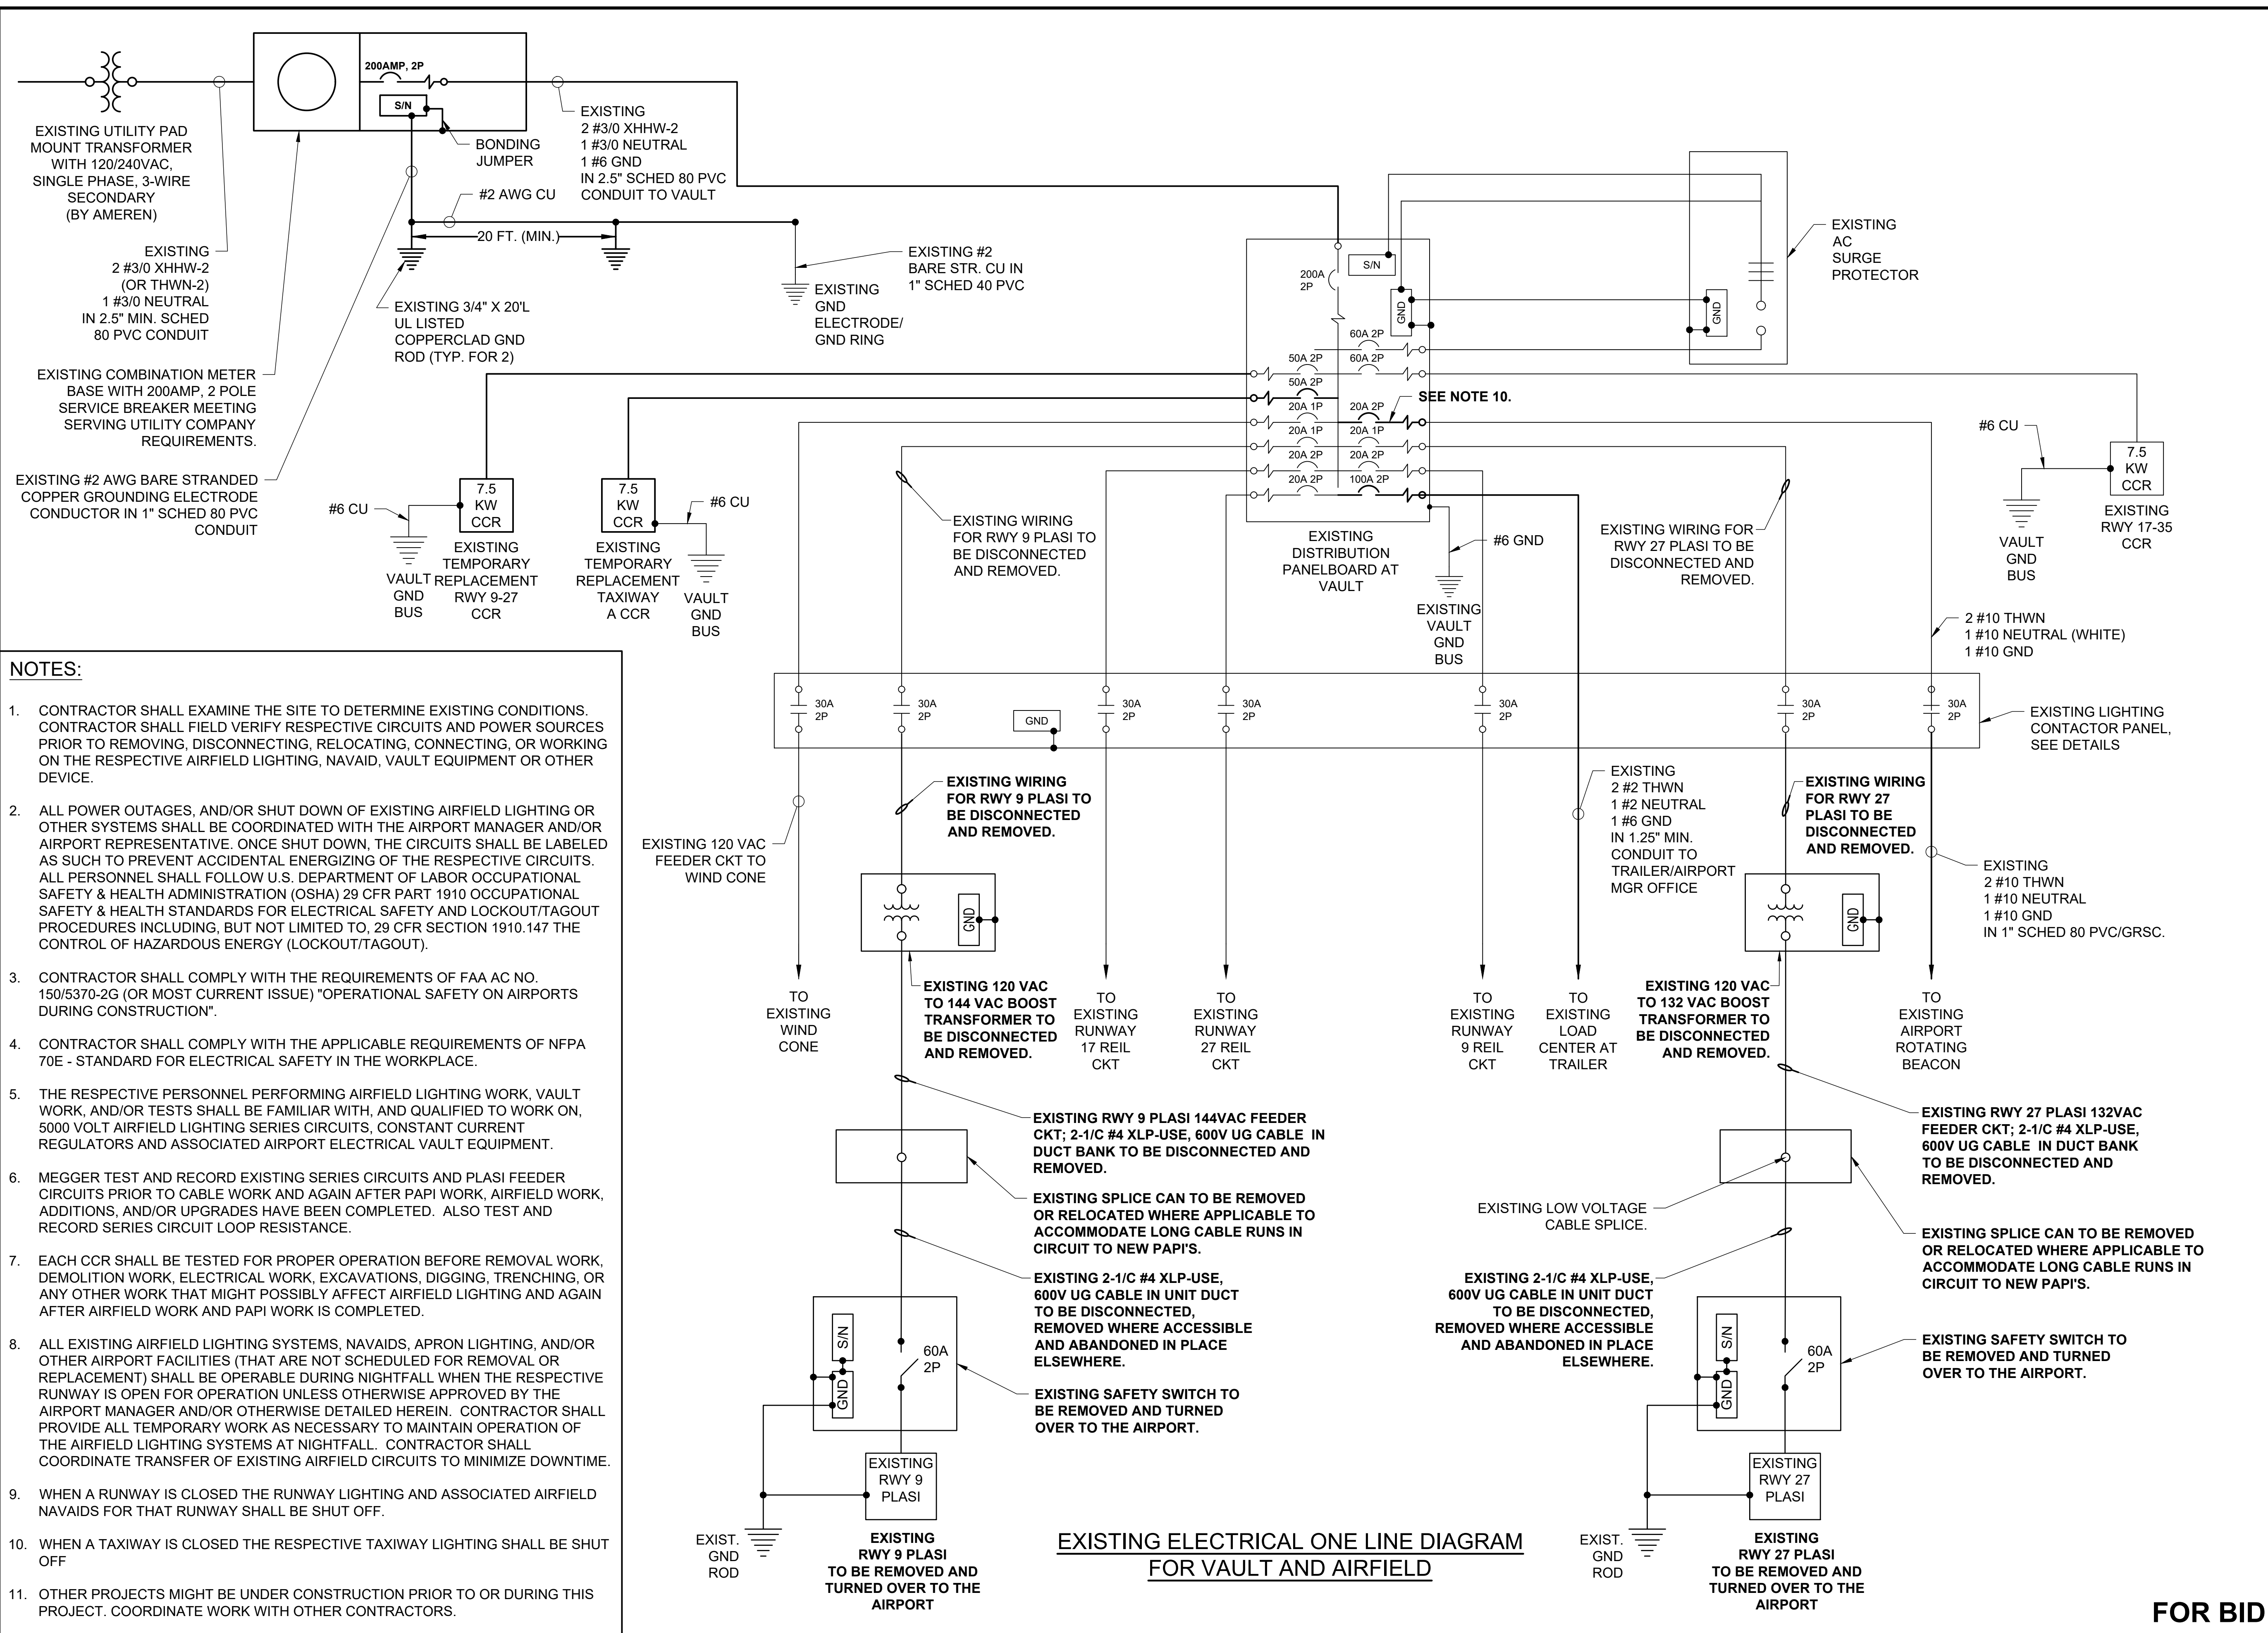 200AMP, 2P
S/N
EXISTING UTILITY PAD
MOUNT TRANSFORMER
WITH 120/240VAC,
SINGLE PHASE, 3-WIRE
SECONDARY
(BY AMEREN)
BONDING
JUMPER
EXISTING
2 #3/0 XHHW-2
1 #3/0 NEUTRAL
1 #6 GND
IN 2.5" SCHED 80 PVC
CONDUIT TO VAULT
#2 AWG CU
20 FT. (MIN.)
EXISTING
2 #3/0 XHHW-2
(OR THWN-2)
1 #3/0 NEUTRAL
IN 2.5" MIN. SCHED
80 PVC CONDUIT
EXISTING 3/4" X 20'L
UL LISTED
COPPERCLAD GND
ROD (TYP. FOR 2)
EXISTING
GND
ELECTRODE/
GND RING
EXISTING #2
BARE STR. CU IN
1" SCHED 40 PVC
EXISTING COMBINATION METER
BASE WITH 200AMP, 2 POLE
SERVICE BREAKER MEETING
SERVING UTILITY COMPANY
REQUIREMENTS.
EXISTING #2 AWG BARE STRANDED
COPPER GROUNDING ELECTRODE
CONDUCTOR IN 1" SCHED 80 PVC
CONDUIT
200A
2P
S/N
GND
60A 2P
50A 2P
60A 2P
50A 2P
20A 1P
20A 2P
20A 1P
20A 1P
20A 2P
20A 2P
20A 2P
100A 2P
SEE NOTE 10.
GND
EXISTING
AC
SURGE
PROTECTOR
#6 CU
7.5
KW
CCR
EXISTING
TEMPORARY
REPLACEMENT
RWY 9-27
CCR
VAULT
GND
BUS
7.5
KW
CCR
#6 CU
EXISTING
TEMPORARY
REPLACEMENT
TAXIWAY
A CCR
VAULT
GND
BUS
EXISTING WIRING
FOR RWY 9 PLASI TO
BE DISCONNECTED
AND REMOVED.
EXISTING
DISTRIBUTION
PANELBOARD AT
VAULT
#6 GND
EXISTING
VAULT
GND
BUS
EXISTING WIRING FOR
RWY 27 PLASI TO BE
DISCONNECTED AND
REMOVED.
#6 CU
7.5
KW
CCR
VAULT
GND
BUS
EXISTING
RWY 17-35
CCR
2 #10 THWN
1 #10 NEUTRAL (WHITE)
1 #10 GND
30A
2P
30A
2P
GND
30A
2P
30A
2P
30A
2P
30A
2P
30A
2P
EXISTING LIGHTING
CONTACTOR PANEL,
SEE DETAILS
EXISTING 120 VAC
FEEDER CKT TO
WIND CONE
EXISTING WIRING
FOR RWY 9 PLASI TO
BE DISCONNECTED
AND REMOVED.
EXISTING
2 #2 THWN
1 #2 NEUTRAL
1 #6 GND
IN 1.25" MIN.
CONDUIT TO
TRAILER/AIRPORT
MGR OFFICE
EXISTING WIRING
FOR RWY 27
PLASI TO BE
DISCONNECTED
AND REMOVED.
EXISTING
2 #10 THWN
1 #10 NEUTRAL
1 #10 GND
IN 1" SCHED 80 PVC/GRSC.
GND
GND
TO
EXISTING
WIND
CONE
EXISTING 120 VAC
TO 144 VAC BOOST
TRANSFORMER TO
BE DISCONNECTED
AND REMOVED.
TO
EXISTING
RUNWAY
17 REIL
CKT
TO
EXISTING
RUNWAY
27 REIL
CKT
TO
EXISTING
RUNWAY
9 REIL
CKT
TO
EXISTING
LOAD
CENTER AT
TRAILER
EXISTING 120 VAC
TO 132 VAC BOOST
TRANSFORMER TO
BE DISCONNECTED
AND REMOVED.
TO
EXISTING
AIRPORT
ROTATING
BEACON
EXISTING RWY 9 PLASI 144VAC FEEDER
CKT; 2-1/C #4 XLP-USE, 600V UG CABLE IN
DUCT BANK TO BE DISCONNECTED AND
REMOVED.
EXISTING SPLICE CAN TO BE REMOVED
OR RELOCATED WHERE APPLICABLE TO
ACCOMMODATE LONG CABLE RUNS IN
CIRCUIT TO NEW PAPI'S.
EXISTING 2-1/C #4 XLP-USE,
600V UG CABLE IN UNIT DUCT
TO BE DISCONNECTED,
REMOVED WHERE ACCESSIBLE
AND ABANDONED IN PLACE
ELSEWHERE.
S/N
GND
60A
2P
EXISTING SAFETY SWITCH TO
BE REMOVED AND TURNED
OVER TO THE AIRPORT.
EXISTING
RWY 9
PLASI
EXIST.
GND
ROD
EXISTING
RWY 9 PLASI
TO BE REMOVED AND
TURNED OVER TO THE
AIRPORT
EXISTING RWY 27 PLASI 132VAC
FEEDER CKT; 2-1/C #4 XLP-USE,
600V UG CABLE IN DUCT BANK
TO BE DISCONNECTED AND
REMOVED.
EXISTING LOW VOLTAGE
CABLE SPLICE.
EXISTING SPLICE CAN TO BE REMOVED
OR RELOCATED WHERE APPLICABLE TO
ACCOMMODATE LONG CABLE RUNS IN
CIRCUIT TO NEW PAPI'S.
EXISTING 2-1/C #4 XLP-USE,
600V UG CABLE IN UNIT DUCT
TO BE DISCONNECTED,
REMOVED WHERE ACCESSIBLE
AND ABANDONED IN PLACE
ELSEWHERE.
S/N
GND
60A
2P
EXISTING SAFETY SWITCH TO
BE REMOVED AND TURNED
OVER TO THE AIRPORT.
EXISTING
RWY 27
PLASI
EXIST.
GND
ROD
EXISTING
RWY 27 PLASI
TO BE REMOVED AND
TURNED OVER TO THE
AIRPORT
NOTES:
1. CONTRACTOR SHALL EXAMINE THE SITE TO DETERMINE EXISTING CONDITIONS.
CONTRACTOR SHALL FIELD VERIFY RESPECTIVE CIRCUITS AND POWER SOURCES
PRIOR TO REMOVING, DISCONNECTING, RELOCATING, CONNECTING, OR WORKING
ON THE RESPECTIVE AIRFIELD LIGHTING, NAVAID, VAULT EQUIPMENT OR OTHER
DEVICE.
2. ALL POWER OUTAGES, AND/OR SHUT DOWN OF EXISTING AIRFIELD LIGHTING OR
OTHER SYSTEMS SHALL BE COORDINATED WITH THE AIRPORT MANAGER AND/OR
AIRPORT REPRESENTATIVE. ONCE SHUT DOWN, THE CIRCUITS SHALL BE LABELED
AS SUCH TO PREVENT ACCIDENTAL ENERGIZING OF THE RESPECTIVE CIRCUITS.
ALL PERSONNEL SHALL FOLLOW U.S. DEPARTMENT OF LABOR OCCUPATIONAL
SAFETY & HEALTH ADMINISTRATION (OSHA) 29 CFR PART 1910 OCCUPATIONAL
SAFETY & HEALTH STANDARDS FOR ELECTRICAL SAFETY AND LOCKOUT/TAGOUT
PROCEDURES INCLUDING, BUT NOT LIMITED TO, 29 CFR SECTION 1910.147 THE
CONTROL OF HAZARDOUS ENERGY (LOCKOUT/TAGOUT).
3. CONTRACTOR SHALL COMPLY WITH THE REQUIREMENTS OF FAA AC NO.
150/5370-2G (OR MOST CURRENT ISSUE) "OPERATIONAL SAFETY ON AIRPORTS
DURING CONSTRUCTION".
4. CONTRACTOR SHALL COMPLY WITH THE APPLICABLE REQUIREMENTS OF NFPA
70E - STANDARD FOR ELECTRICAL SAFETY IN THE WORKPLACE.
5. THE RESPECTIVE PERSONNEL PERFORMING AIRFIELD LIGHTING WORK, VAULT
WORK, AND/OR TESTS SHALL BE FAMILIAR WITH, AND QUALIFIED TO WORK ON,
5000 VOLT AIRFIELD LIGHTING SERIES CIRCUITS, CONSTANT CURRENT
REGULATORS AND ASSOCIATED AIRPORT ELECTRICAL VAULT EQUIPMENT.
6. MEGGER TEST AND RECORD EXISTING SERIES CIRCUITS AND PLASI FEEDER
CIRCUITS PRIOR TO CABLE WORK AND AGAIN AFTER PAPI WORK, AIRFIELD WORK,
ADDITIONS, AND/OR UPGRADES HAVE BEEN COMPLETED. ALSO TEST AND
RECORD SERIES CIRCUIT LOOP RESISTANCE.
7. EACH CCR SHALL BE TESTED FOR PROPER OPERATION BEFORE REMOVAL WORK,
DEMOLITION WORK, ELECTRICAL WORK, EXCAVATIONS, DIGGING, TRENCHING, OR
ANY OTHER WORK THAT MIGHT POSSIBLY AFFECT AIRFIELD LIGHTING AND AGAIN
AFTER AIRFIELD WORK AND PAPI WORK IS COMPLETED.
8. ALL EXISTING AIRFIELD LIGHTING SYSTEMS, NAVAIDS, APRON LIGHTING, AND/OR
OTHER AIRPORT FACILITIES (THAT ARE NOT SCHEDULED FOR REMOVAL OR
REPLACEMENT) SHALL BE OPERABLE DURING NIGHTFALL WHEN THE RESPECTIVE
RUNWAY IS OPEN FOR OPERATION UNLESS OTHERWISE APPROVED BY THE
AIRPORT MANAGER AND/OR OTHERWISE DETAILED HEREIN. CONTRACTOR SHALL
PROVIDE ALL TEMPORARY WORK AS NECESSARY TO MAINTAIN OPERATION OF
THE AIRFIELD LIGHTING SYSTEMS AT NIGHTFALL. CONTRACTOR SHALL
COORDINATE TRANSFER OF EXISTING AIRFIELD CIRCUITS TO MINIMIZE DOWNTIME.
9. WHEN A RUNWAY IS CLOSED THE RUNWAY LIGHTING AND ASSOCIATED AIRFIELD
NAVAIDS FOR THAT RUNWAY SHALL BE SHUT OFF.
10. WHEN A TAXIWAY IS CLOSED THE RESPECTIVE TAXIWAY LIGHTING SHALL BE SHUT
OFF
11. OTHER PROJECTS MIGHT BE UNDER CONSTRUCTION PRIOR TO OR DURING THIS
PROJECT. COORDINATE WORK WITH OTHER CONTRACTORS.
EXISTING ELECTRICAL ONE LINE DIAGRAM
FOR VAULT AND AIRFIELD
FOR BID